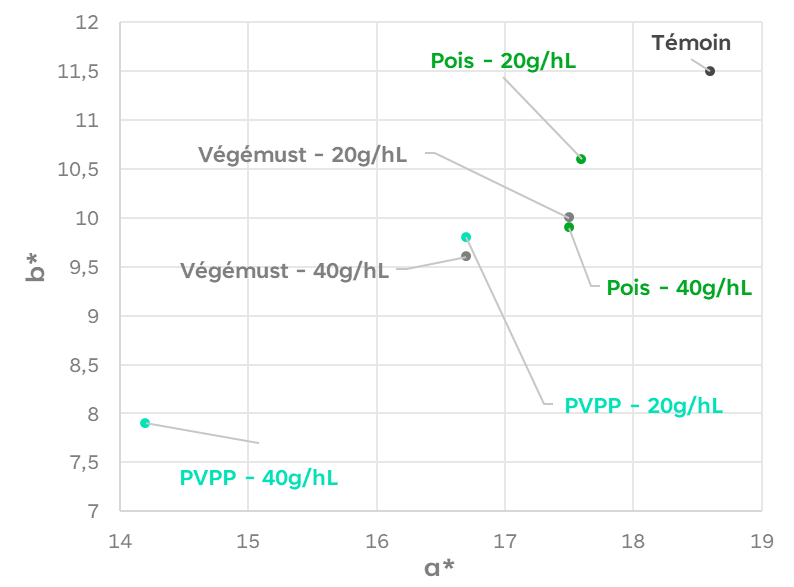 12
Témoin
Pois - 20g/hL
11,5
11
Végémust - 20g/hL
10,5
10
Végémust - 40g/hL
9,5
b*
Pois - 40g/hL
9
8,5
PVPP - 20g/hL
8
7,5
PVPP - 40g/hL
7
14
15
16
17
18
19
a*